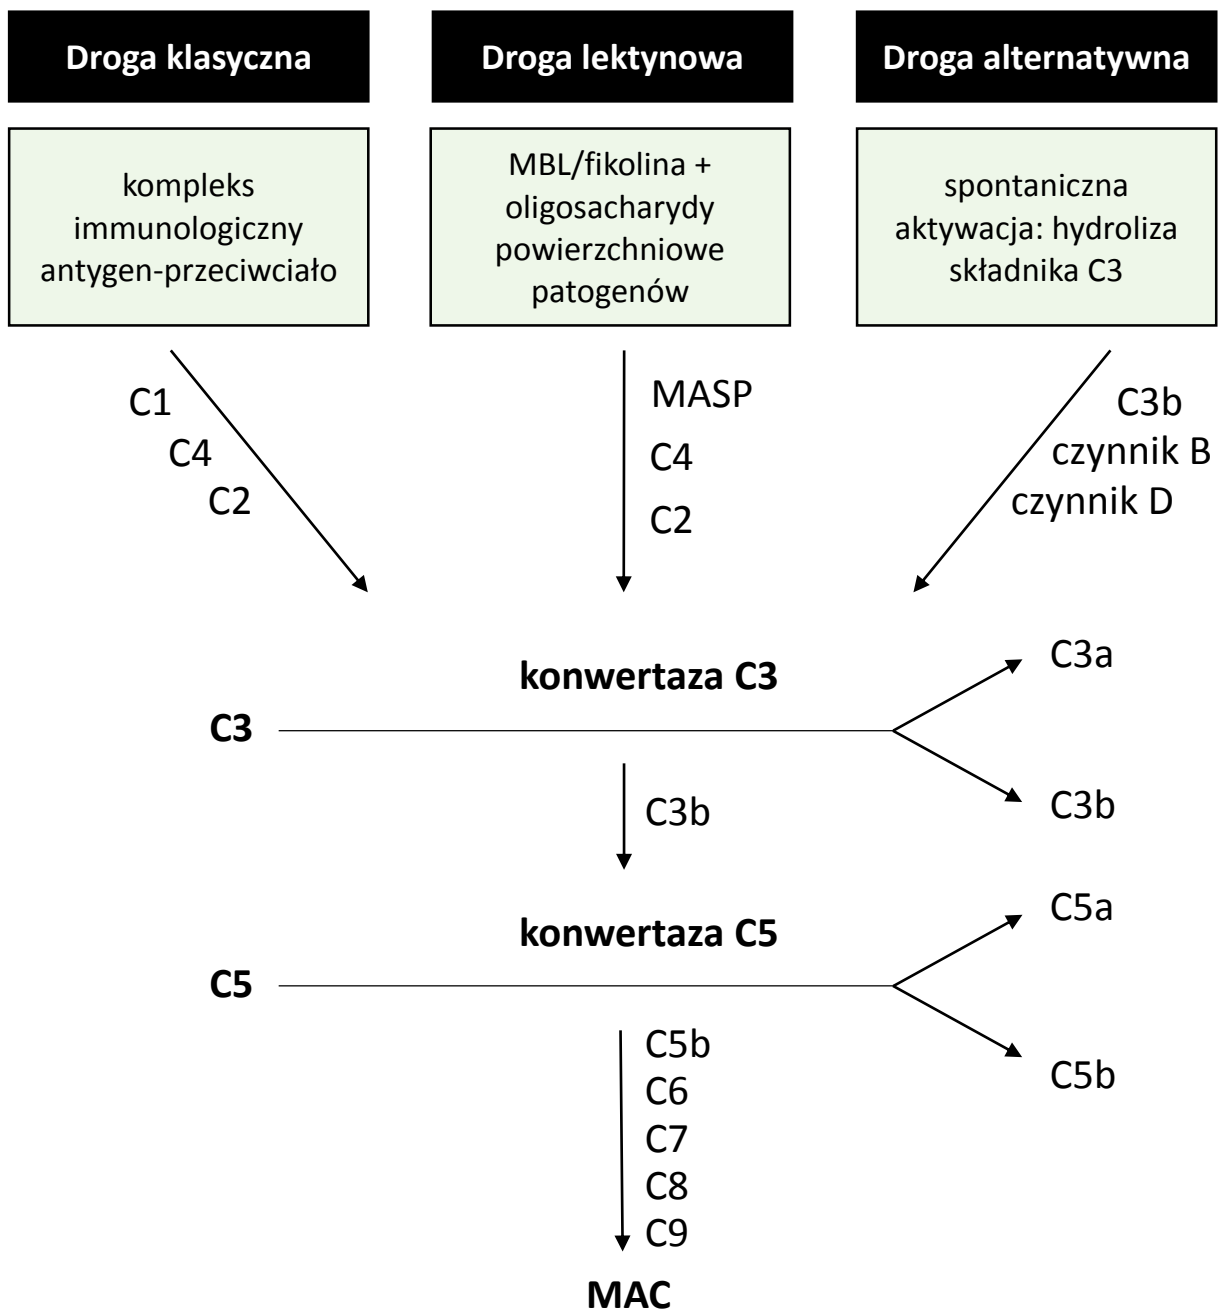 Droga klasyczna
Droga lektynowa
Droga alternatywna
kompleks
immunologiczny
antygen-przeciwciało
MBL/fikolina +
oligosacharydy
powierzchniowe
patogenów
spontaniczna
aktywacja: hydroliza
składnika C3
C1
C4
C2
MASP
C4
C2
C3b
czynnik B
czynnik D
konwertaza C3
C3
C3a
C3b
C3b
konwertaza C5
C5
C5a
C5b
C5b
C6
C7
C8
C9
MAC